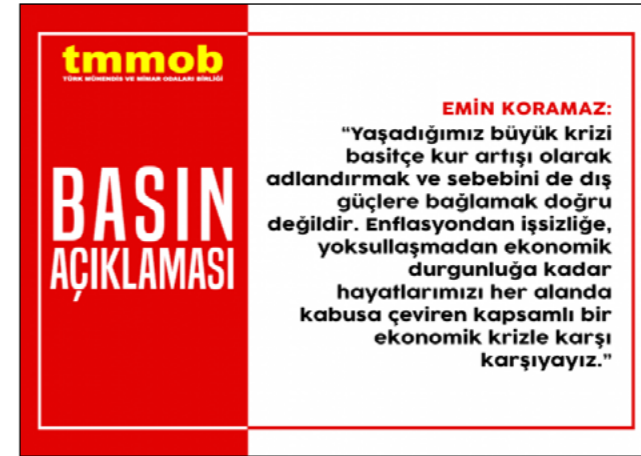 tmmob
TÜRK MÜHENDİS VE MİMAR ODALARI BİRLİĞİ
BASIN
AÇIKLAMASI
EMİN KORAMAZ:
“Yaşadığımız büyük krizi
basitçe kur artışı olarak
adlandırmak ve sebebini de dış
güçlere bağlamak doğru
değildir. Enflasyondan işsizliğe,
yoksullaşmadan ekonomik
durgunluğa kadar
hayatlarımızı her alanda
kabusa çeviren kapsamlı bir
ekonomik krizle karşı
karşıyayız.”